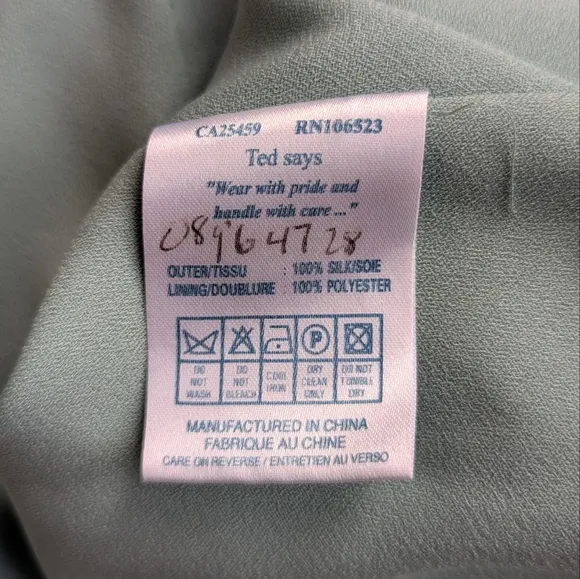 CA25459 RN106523
Ted says
"Wear with pride and
handle with care ..."
08964728
OUTER/TISSU : 100% SILK/SOIE
LINING/DOUBLURE : 100% POLYESTER
P
DO NOT WASH DO NOT BLEACH COOL IRON DRY CLEAN ONLY DO NOT TUMBLE DRY
MANUFACTURED IN CHINA
FABRIQUE AU CHINE
CARE ON REVERSE / ENTRETIEN AU VERSO